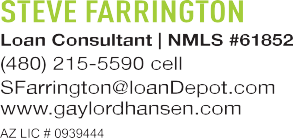 STEVE FARRINGTON
Loan Consultant | NMLS #61852
(480) 215-5590 cell
SFarrington@loanDepot.com
www.gaylordhansen.com
AZ LIC # 0939444